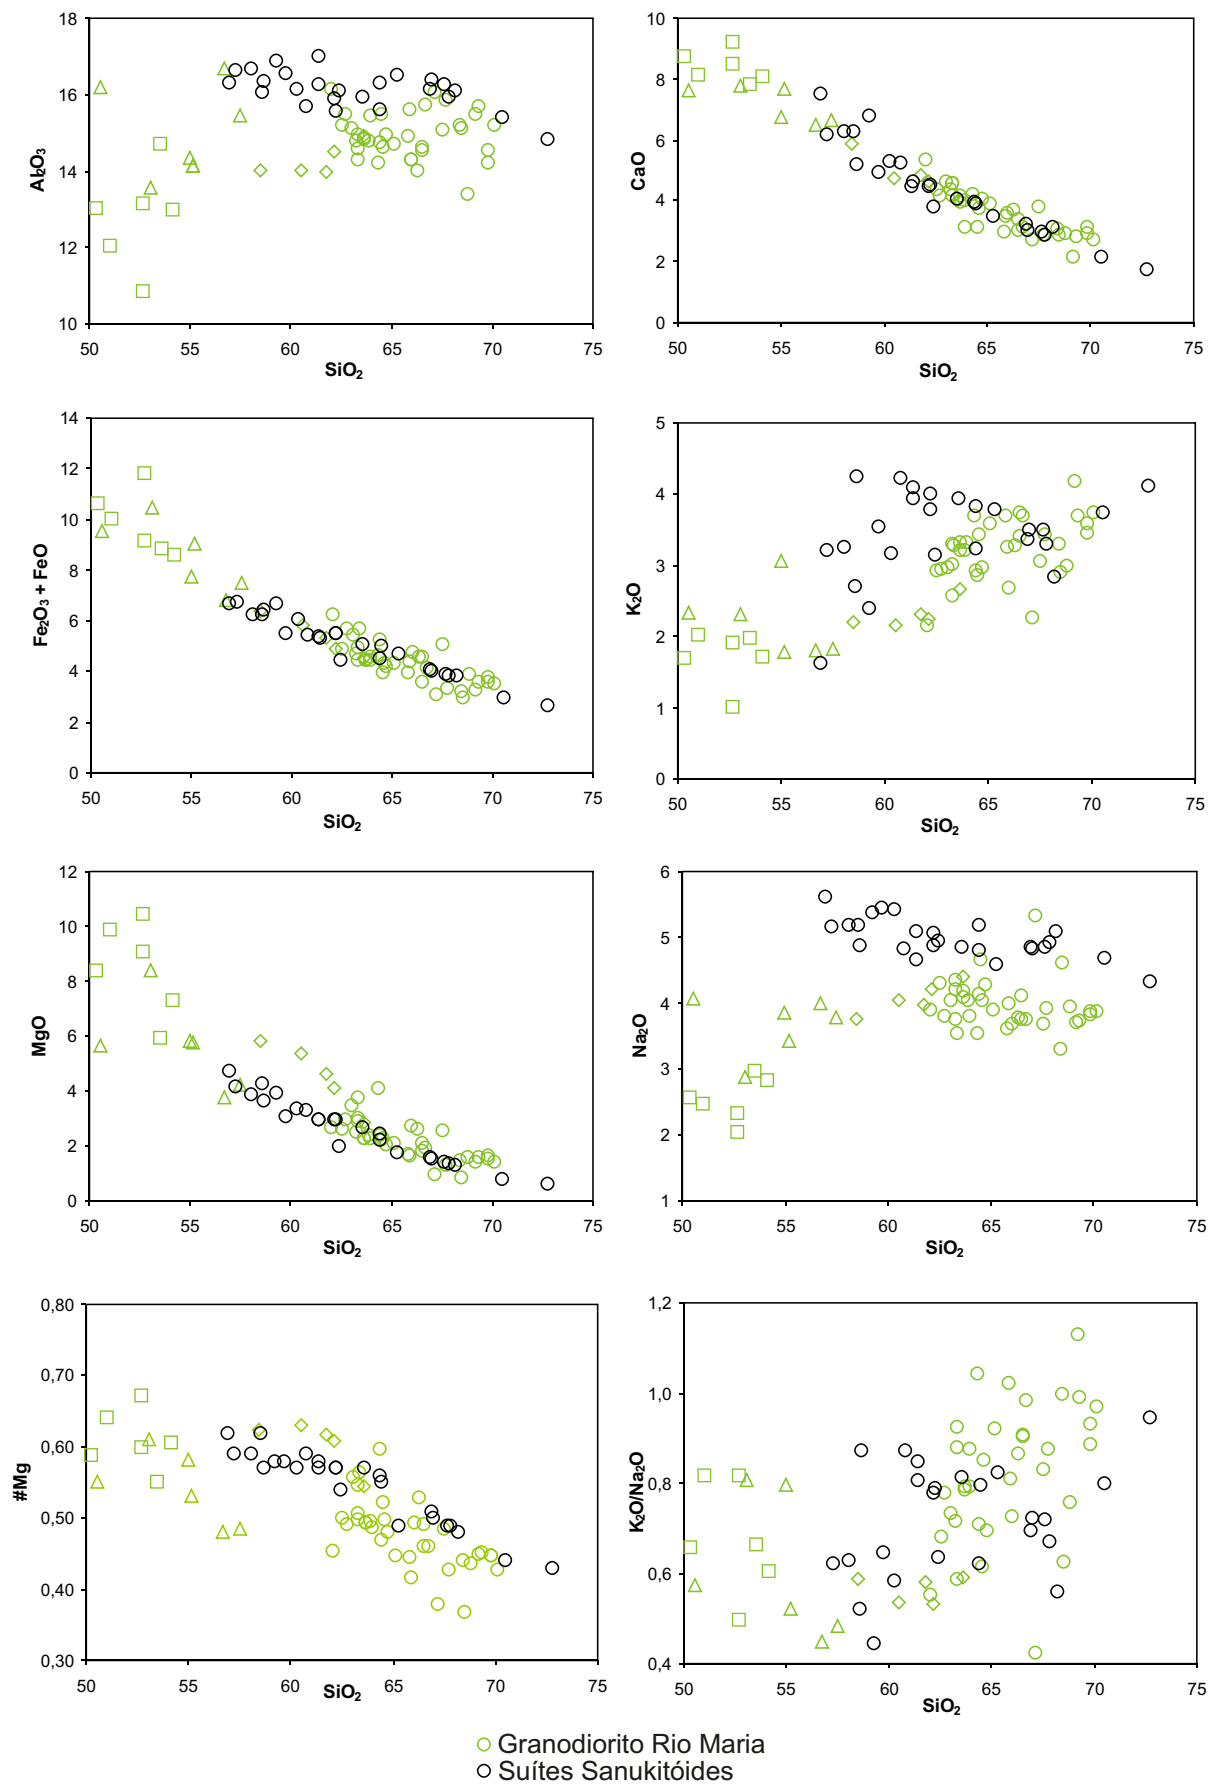 18
16
14
12
10
Al₂O₃
50 55 60 65 70 75
SiO₂
10
8
6
4
2
0
CaO
50 55 60 65 70 75
SiO₂
14
12
10
8
6
4
2
0
Fe₂O₃ + FeO
50 55 60 65 70 75
SiO₂
5
4
3
2
1
0
K₂O
50 55 60 65 70 75
SiO₂
12
10
8
6
4
2
0
MgO
50 55 60 65 70 75
SiO₂
6
5
4
3
2
1
Na₂O
50 55 60 65 70 75
SiO₂
0,80
0,70
0,60
0,50
0,40
0,30
#Mg
50 55 60 65 70 75
SiO₂
1,2
1,0
0,8
0,6
0,4
K₂O/Na₂O
50 55 60 65 70 75
SiO₂
Granodiorito Rio Maria
Suítes Sanukitóides